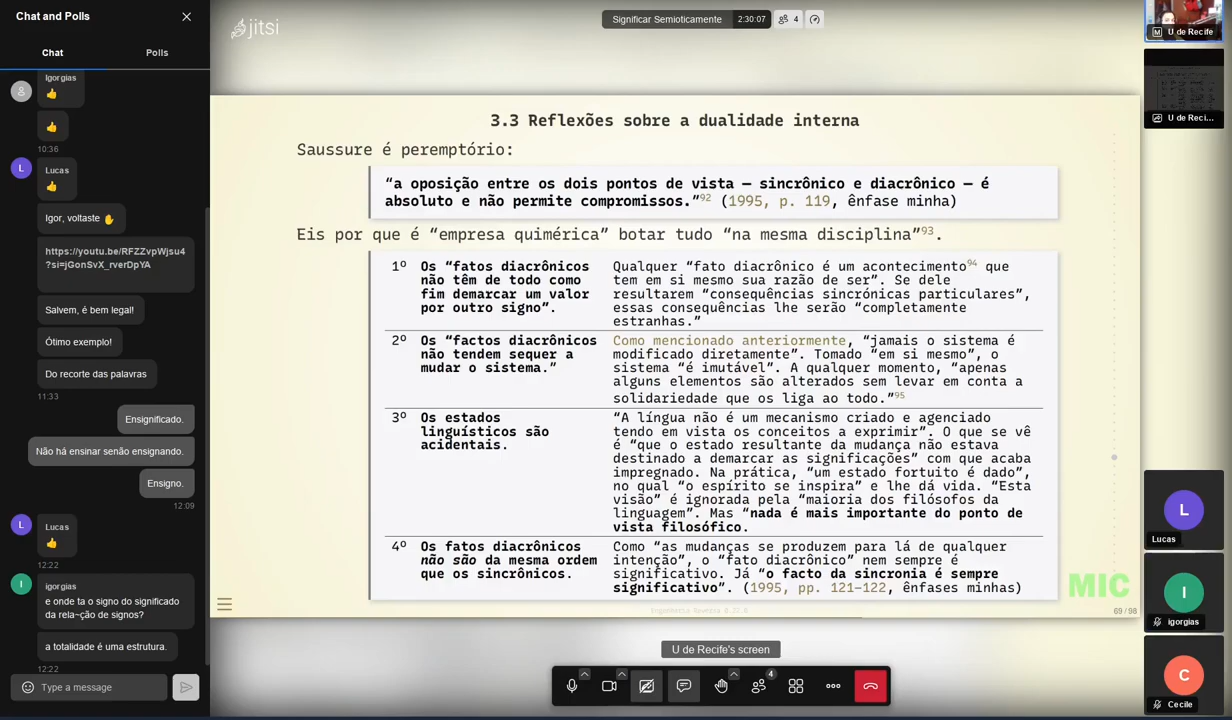 Chat and Polls
Chat
Polls
Igorgias
👍
👍
10:36
L
Lucas
👍
Igor, voltaste ✋
https://youtu.be/RFZZvpWjsu4
?si=jGonSvX_rverDpYA
Salvem, é bem legal!
Ótimo exemplo!
Do recorte das palavras
11:33
Ensignificado.
Não há ensinar senão ensignando.
Ensigno.
12:09
L
Lucas
👍
12:22
I
igorgias
e onde ta o signo do significado
da rela~ção de signos?
a totalidade é uma estrutura.
12:22
Type a message
jitsi
Significar Semioticamente
2:30:07
4
3.3 Reflexões sobre a dualidade interna
Saussure é peremptório:
“a oposição entre os dois pontos de vista — sincrônico e diacrônico — é
absoluto e não permite compromissos.”92 (1995, p. 119, ênfase minha)
Eis por que é “empresa quimérica” botar tudo “na mesma disciplina”93.
1º Os “fatos diacrônicos
não têm de todo como
fim demarcar um valor
por outro signo”.
Qualquer “fato diacrônico é um acontecimento94 que
tem em si mesmo sua razão de ser”. Se dele
resultarem “consequências sincrónicas particulares”,
essas consequências lhe serão “completamente
estranhas.”
2º Os “factos diacrônicos
não tendem sequer a
mudar o sistema.”
Como mencionado anteriormente, “jamais o sistema é
modificado diretamente”. Tomado “em si mesmo”, o
sistema “é imutável”. A qualquer momento, “apenas
alguns elementos são alterados sem levar em conta a
solidariedade que os liga ao todo.”95
3º Os estados
linguísticos são
acidentais.
“A língua não é um mecanismo criado e agenciado
tendo em vista os conceitos a exprimir”. O que se vê
é “que o estado resultante da mudança não estava
destinado a demarcar as significações” com que acaba
impregnado. Na prática, “um estado fortuito é dado”,
no qual “o espírito se inspira” e lhe dá vida. “Esta
visão” é ignorada pela “maioria dos filósofos da
linguagem”. Mas “nada é mais importante do ponto de
vista filosófico.
4º Os fatos diacrônicos
não são da mesma ordem
que os sincrônicos.
Como “as mudanças se produzem para lá de qualquer
intenção”, o “fato diacrônico” nem sempre é
significativo. Já “o facto da sincronia é sempre
significativo”. (1995, pp. 121–122, ênfases minhas)
MIC
Engenharia Reversa 0.22.0
69 / 98
U de Recife's screen
4
M U de Recife
U de Reci...
L
Lucas
I
igorgias
C
Cecile